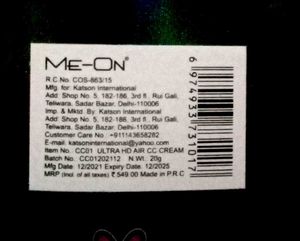 ME-ON®
R.C.No. COS-863/15
Mfg. for: Katson International
Add: Shop No. 5, 182-186, 3rd fl., Rui Gali,
Teliwara, Sadar Bazar, Delhi-110006
Imp. & Mktd. By: Katson International
Add: Shop No. 5, 182-186, 3rd fl., Rui Gali,
Teliwara, Sadar Bazar, Delhi-110006
Customer Care No. : +911143658282
E-mail. katsoninternational@yahoo.com
Item No.: CC01 ULTRA HD AIR CC CREAM
Batch No. CC01202112 N.Wt. 20g
Mfg Date: 12/2021 Expiry Date. 12/2025
MRP (Incl. of all taxes) : ₹ 549.00 Made in P.R.C
6 974933 731017